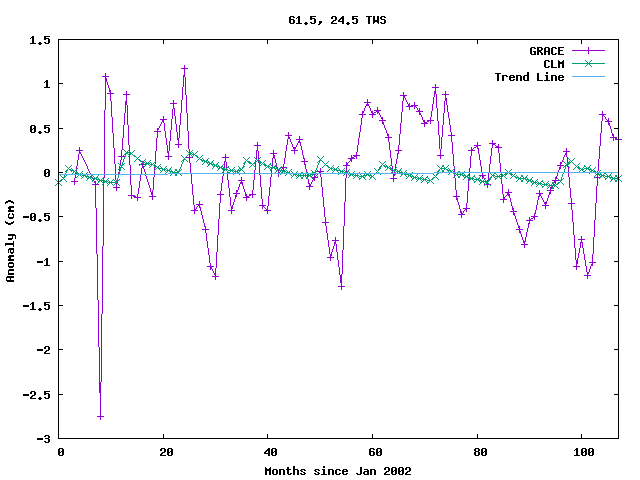 61.5, 24.5 TWS
GRACE
CLM
Trend Line
1.5
1
0.5
0
-0.5
-1
-1.5
-2
-2.5
-3
Anomaly (cm)
0 20 40 60 80 100
Months since Jan 2002